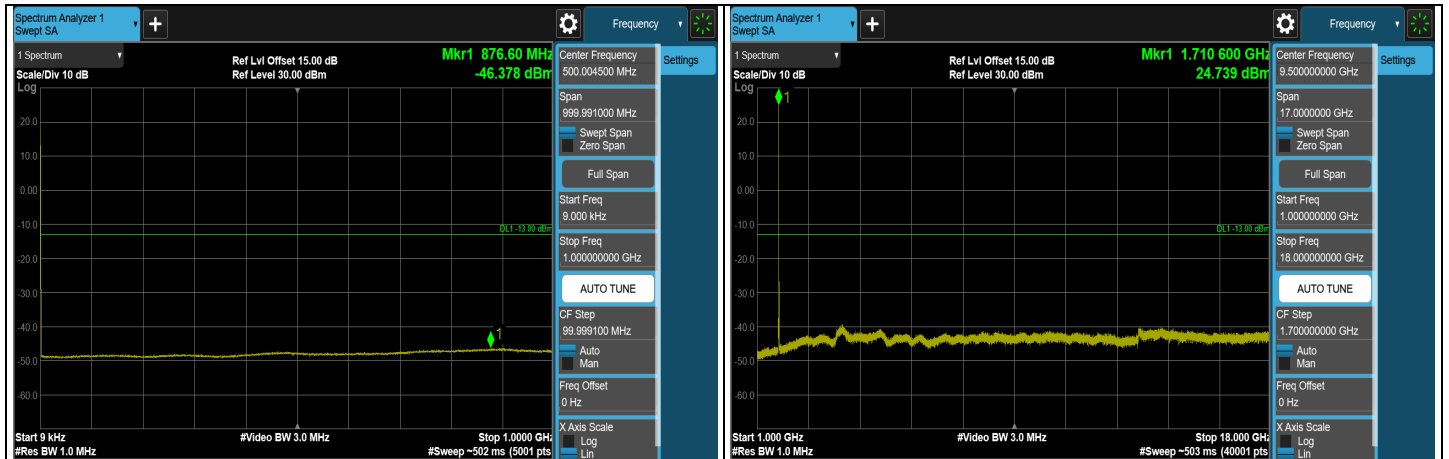 Spectrum Analyzer 1
Swept SA
+
Frequency
1 Spectrum
Scale/Div 10 dB
Log
Ref Lvl Offset 15.00 dB
Ref Level 30.00 dBm
Mkr1 876.60 MHz
-46.378 dBm
1
20.0
10.0
0.00
-10.0
-30.0
-40.0
-50.0
-60.0
DL1 -13.00 dBm
Start 9 kHz
#Res BW 1.0 MHz
#Video BW 3.0 MHz
Stop 1.0000 GHz
#Sweep ~502 ms (5001 pts
Center Frequency
500.004500 MHz
Span
999.991000 MHz
Swept Span
Zero Span
Full Span
Start Freq
9.000 kHz
Stop Freq
1.000000000 GHz
AUTO TUNE
CF Step
99.999100 MHz
Auto
Man
Freq Offset
0 Hz
X Axis Scale
Log
Lin
Settings
Spectrum Analyzer 1
Swept SA
+
Frequency
1 Spectrum
Scale/Div 10 dB
Log
Ref Lvl Offset 15.00 dB
Ref Level 30.00 dBm
Mkr1 1.710 600 GHz
24.739 dBm
1
20.0
10.0
0.00
-10.0
-30.0
-40.0
-50.0
-60.0
DL1 -13.00 dBm
Start 1.000 GHz
#Res BW 1.0 MHz
#Video BW 3.0 MHz
Stop 18.000 GHz
#Sweep ~503 ms (40001 pts
Center Frequency
9.500000000 GHz
Span
17.0000000 GHz
Swept Span
Zero Span
Full Span
Start Freq
1.000000000 GHz
Stop Freq
18.000000000 GHz
AUTO TUNE
CF Step
1.700000000 GHz
Auto
Man
Freq Offset
0 Hz
X Axis Scale
Log
Lin
Settings